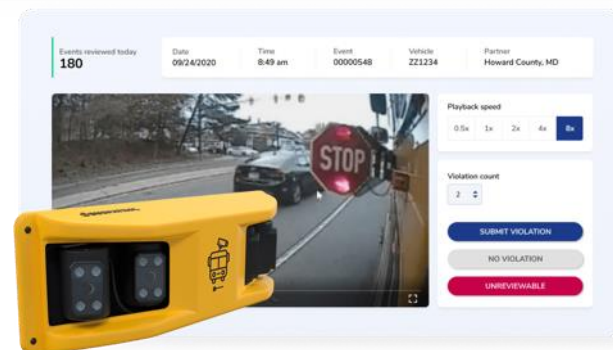 Events reviewed today
180
Date
09/24/2020
Time
8:49 am
Event
00000548
Vehicle
ZZ1234
Partner
Howard County, MD
STOP
Playback speed
0.5x 1x 2x 4x 8x
Violation count
2
SUBMIT VIOLATION
NO VIOLATION
UNREVIEWABLE